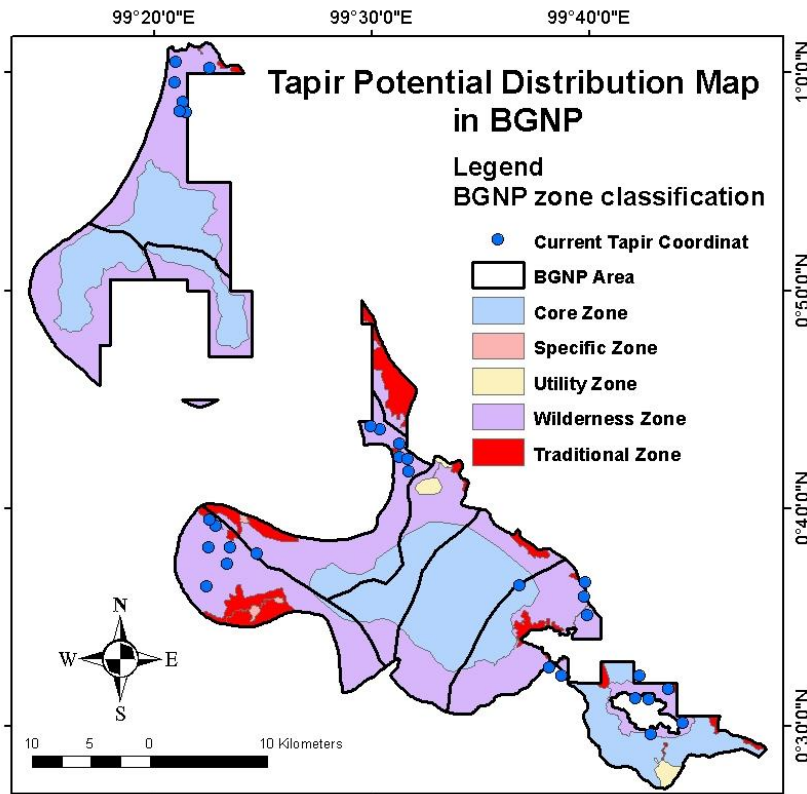 99°20'0"E 99°30'0"E 99°40'0"E
Tapir Potential Distribution Map
in BGNP
Legend
BGNP zone classification
Current Tapir Coordinat
BGNP Area
Core Zone
Specific Zone
Utility Zone
Wilderness Zone
Traditional Zone
1°0'0"N
0°50'0"N
0°40'0"N
0°30'0"N
N
W E
S
10 5 0 10 Kilometers